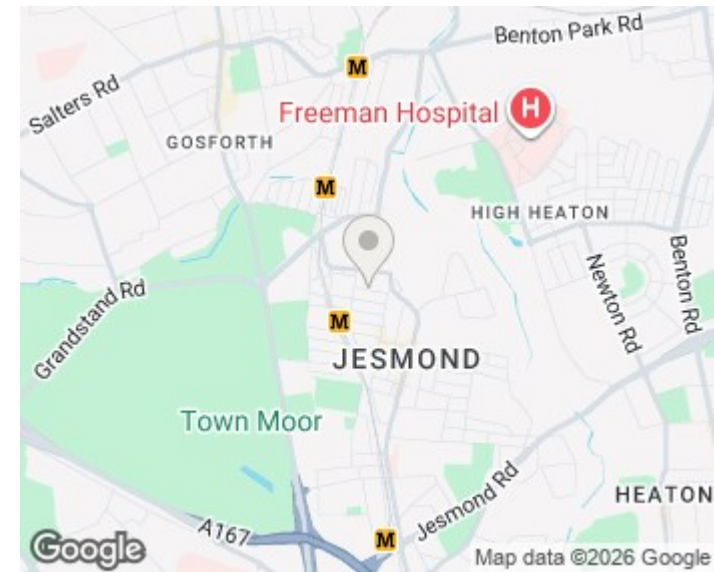 Benton Park Rd
M
Salters Rd
Freeman Hospital H
GOSFORTH
M
HIGH HEATON
Benton Rd
Newton Rd
Grandstand Rd
M
JESMOND
Town Moor
Jesmond Rd
HEATON
A167
M
Google
Map data ©2026 Google